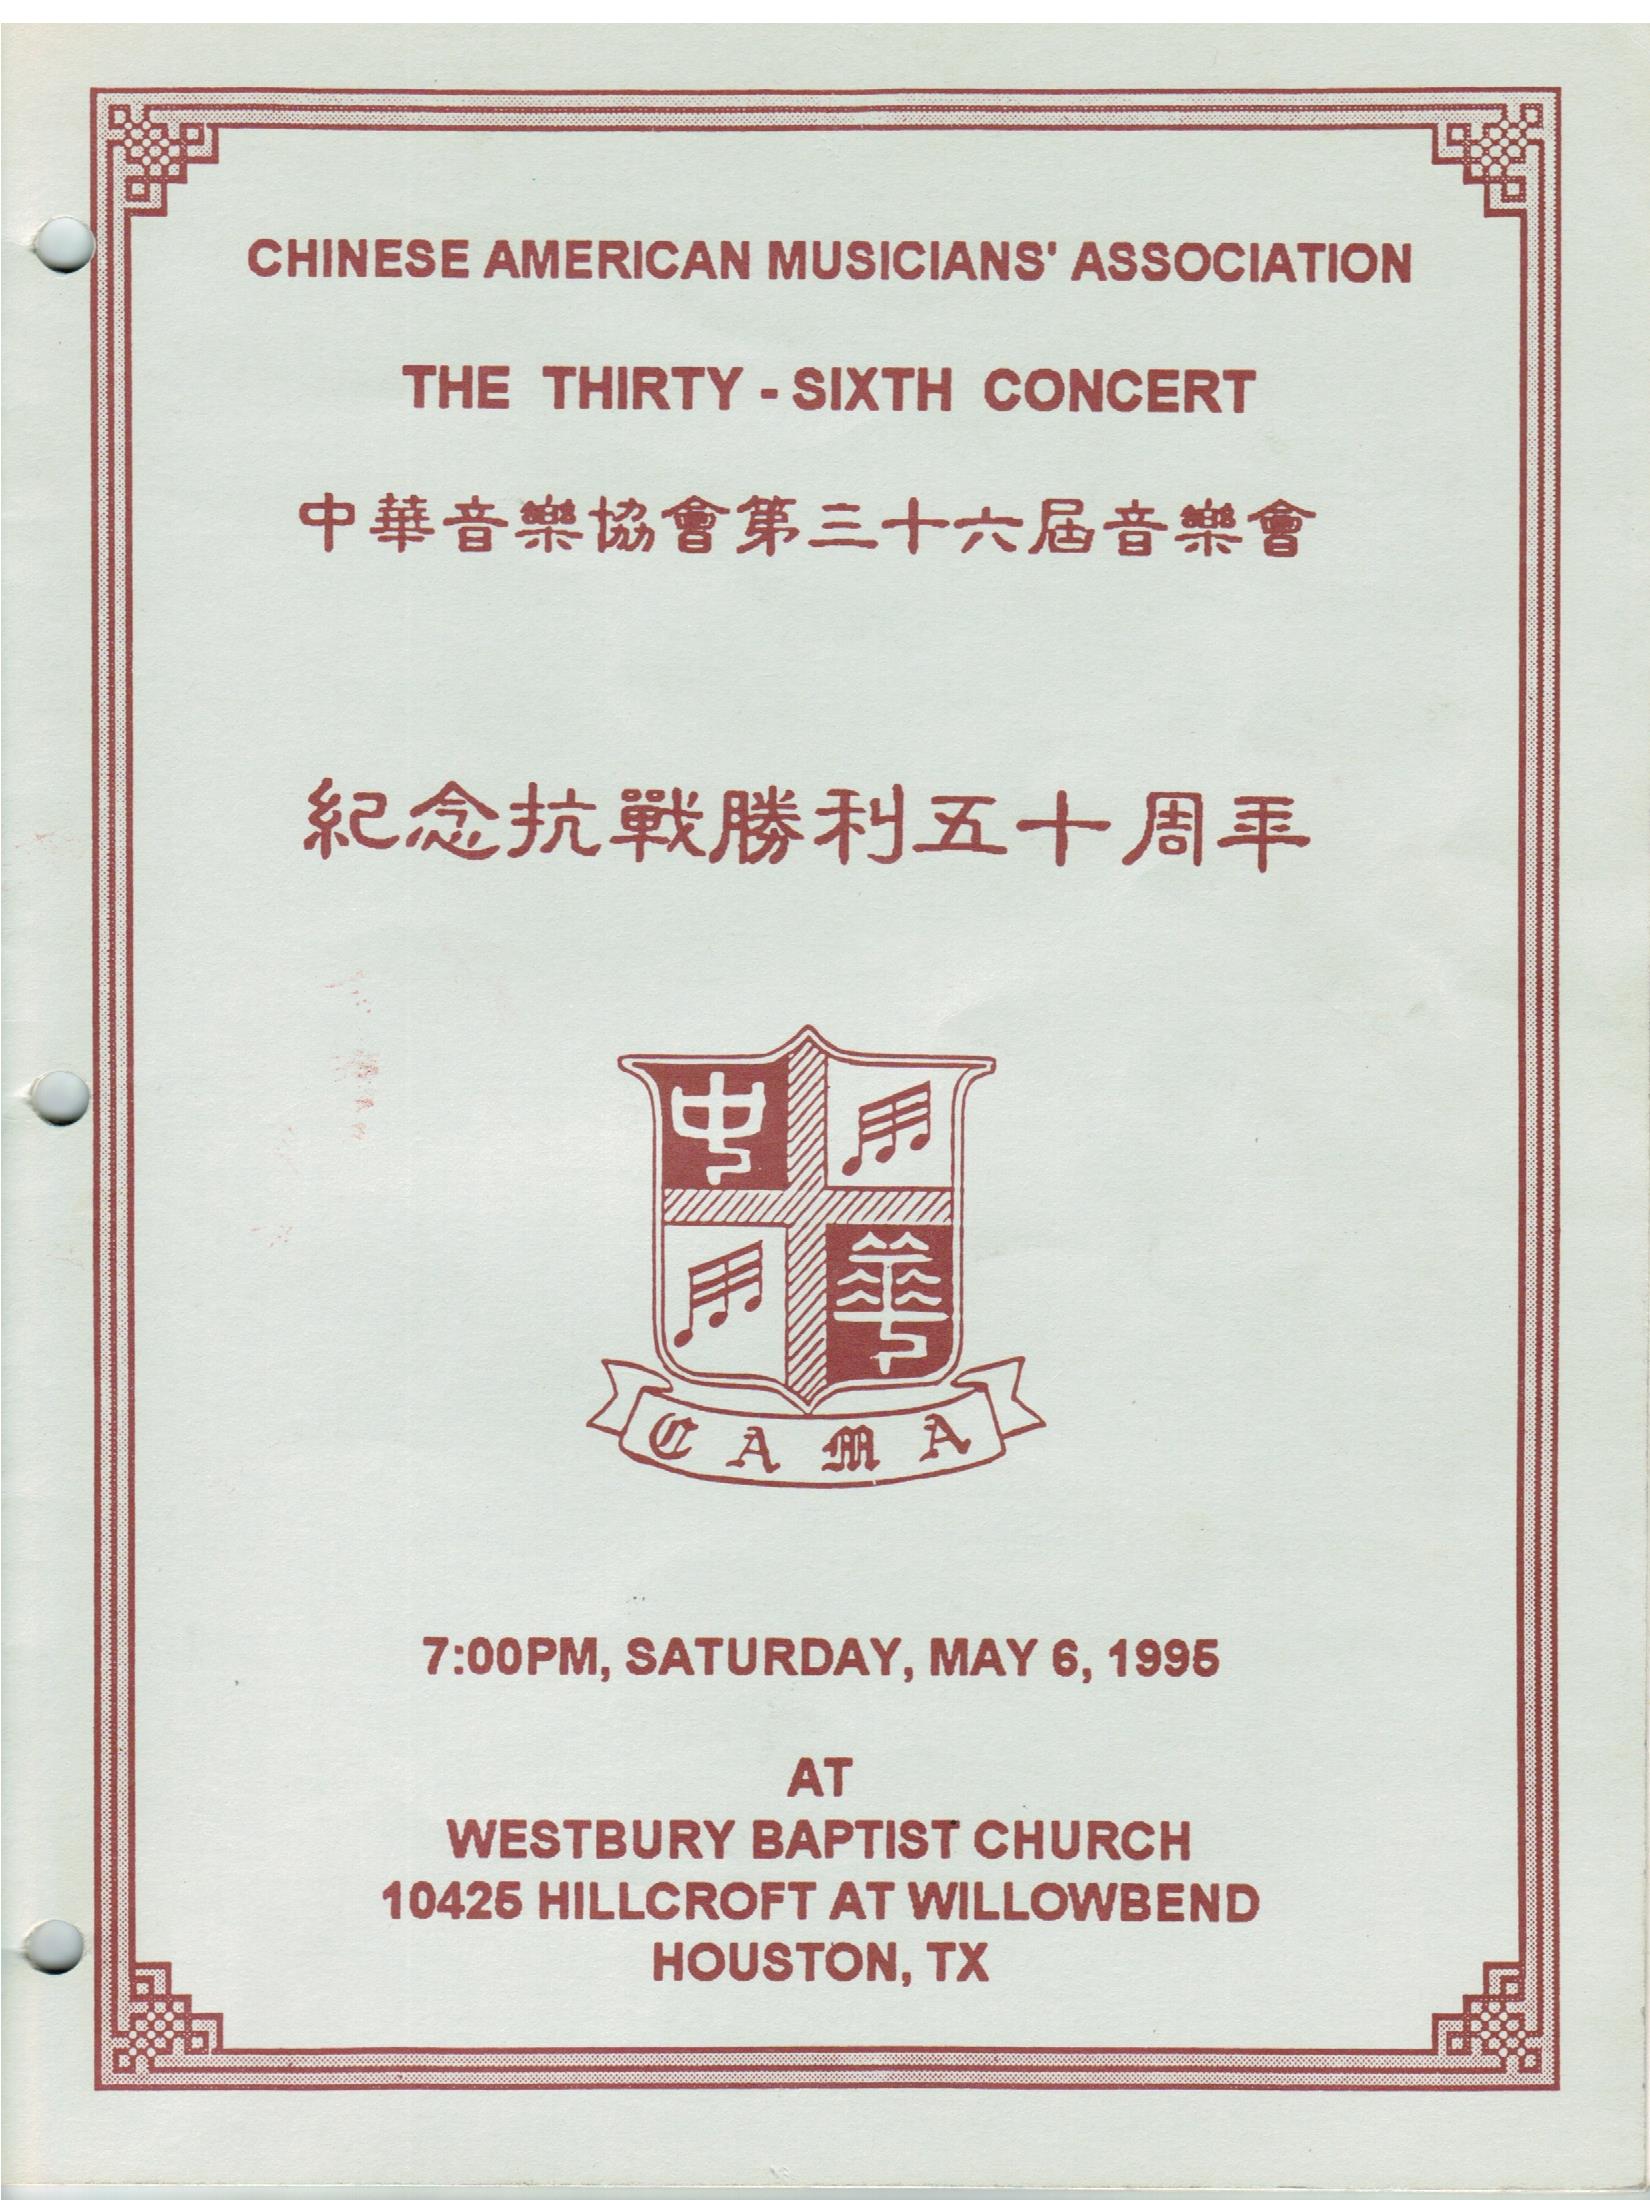 CHINESE AMERICAN MUSICIANS' ASSOCIATION
THE THIRTY - SIXTH CONCERT
中華音樂協會第三十六屆音樂會
紀念抗戰勝利五十周年
中
華
C A M A
7:00PM, SATURDAY, MAY 6, 1995
AT
WESTBURY BAPTIST CHURCH
10425 HILLCROFT AT WILLOWBEND
HOUSTON, TX